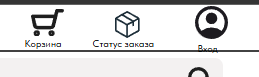 Корзина
Статус заказа
Вход